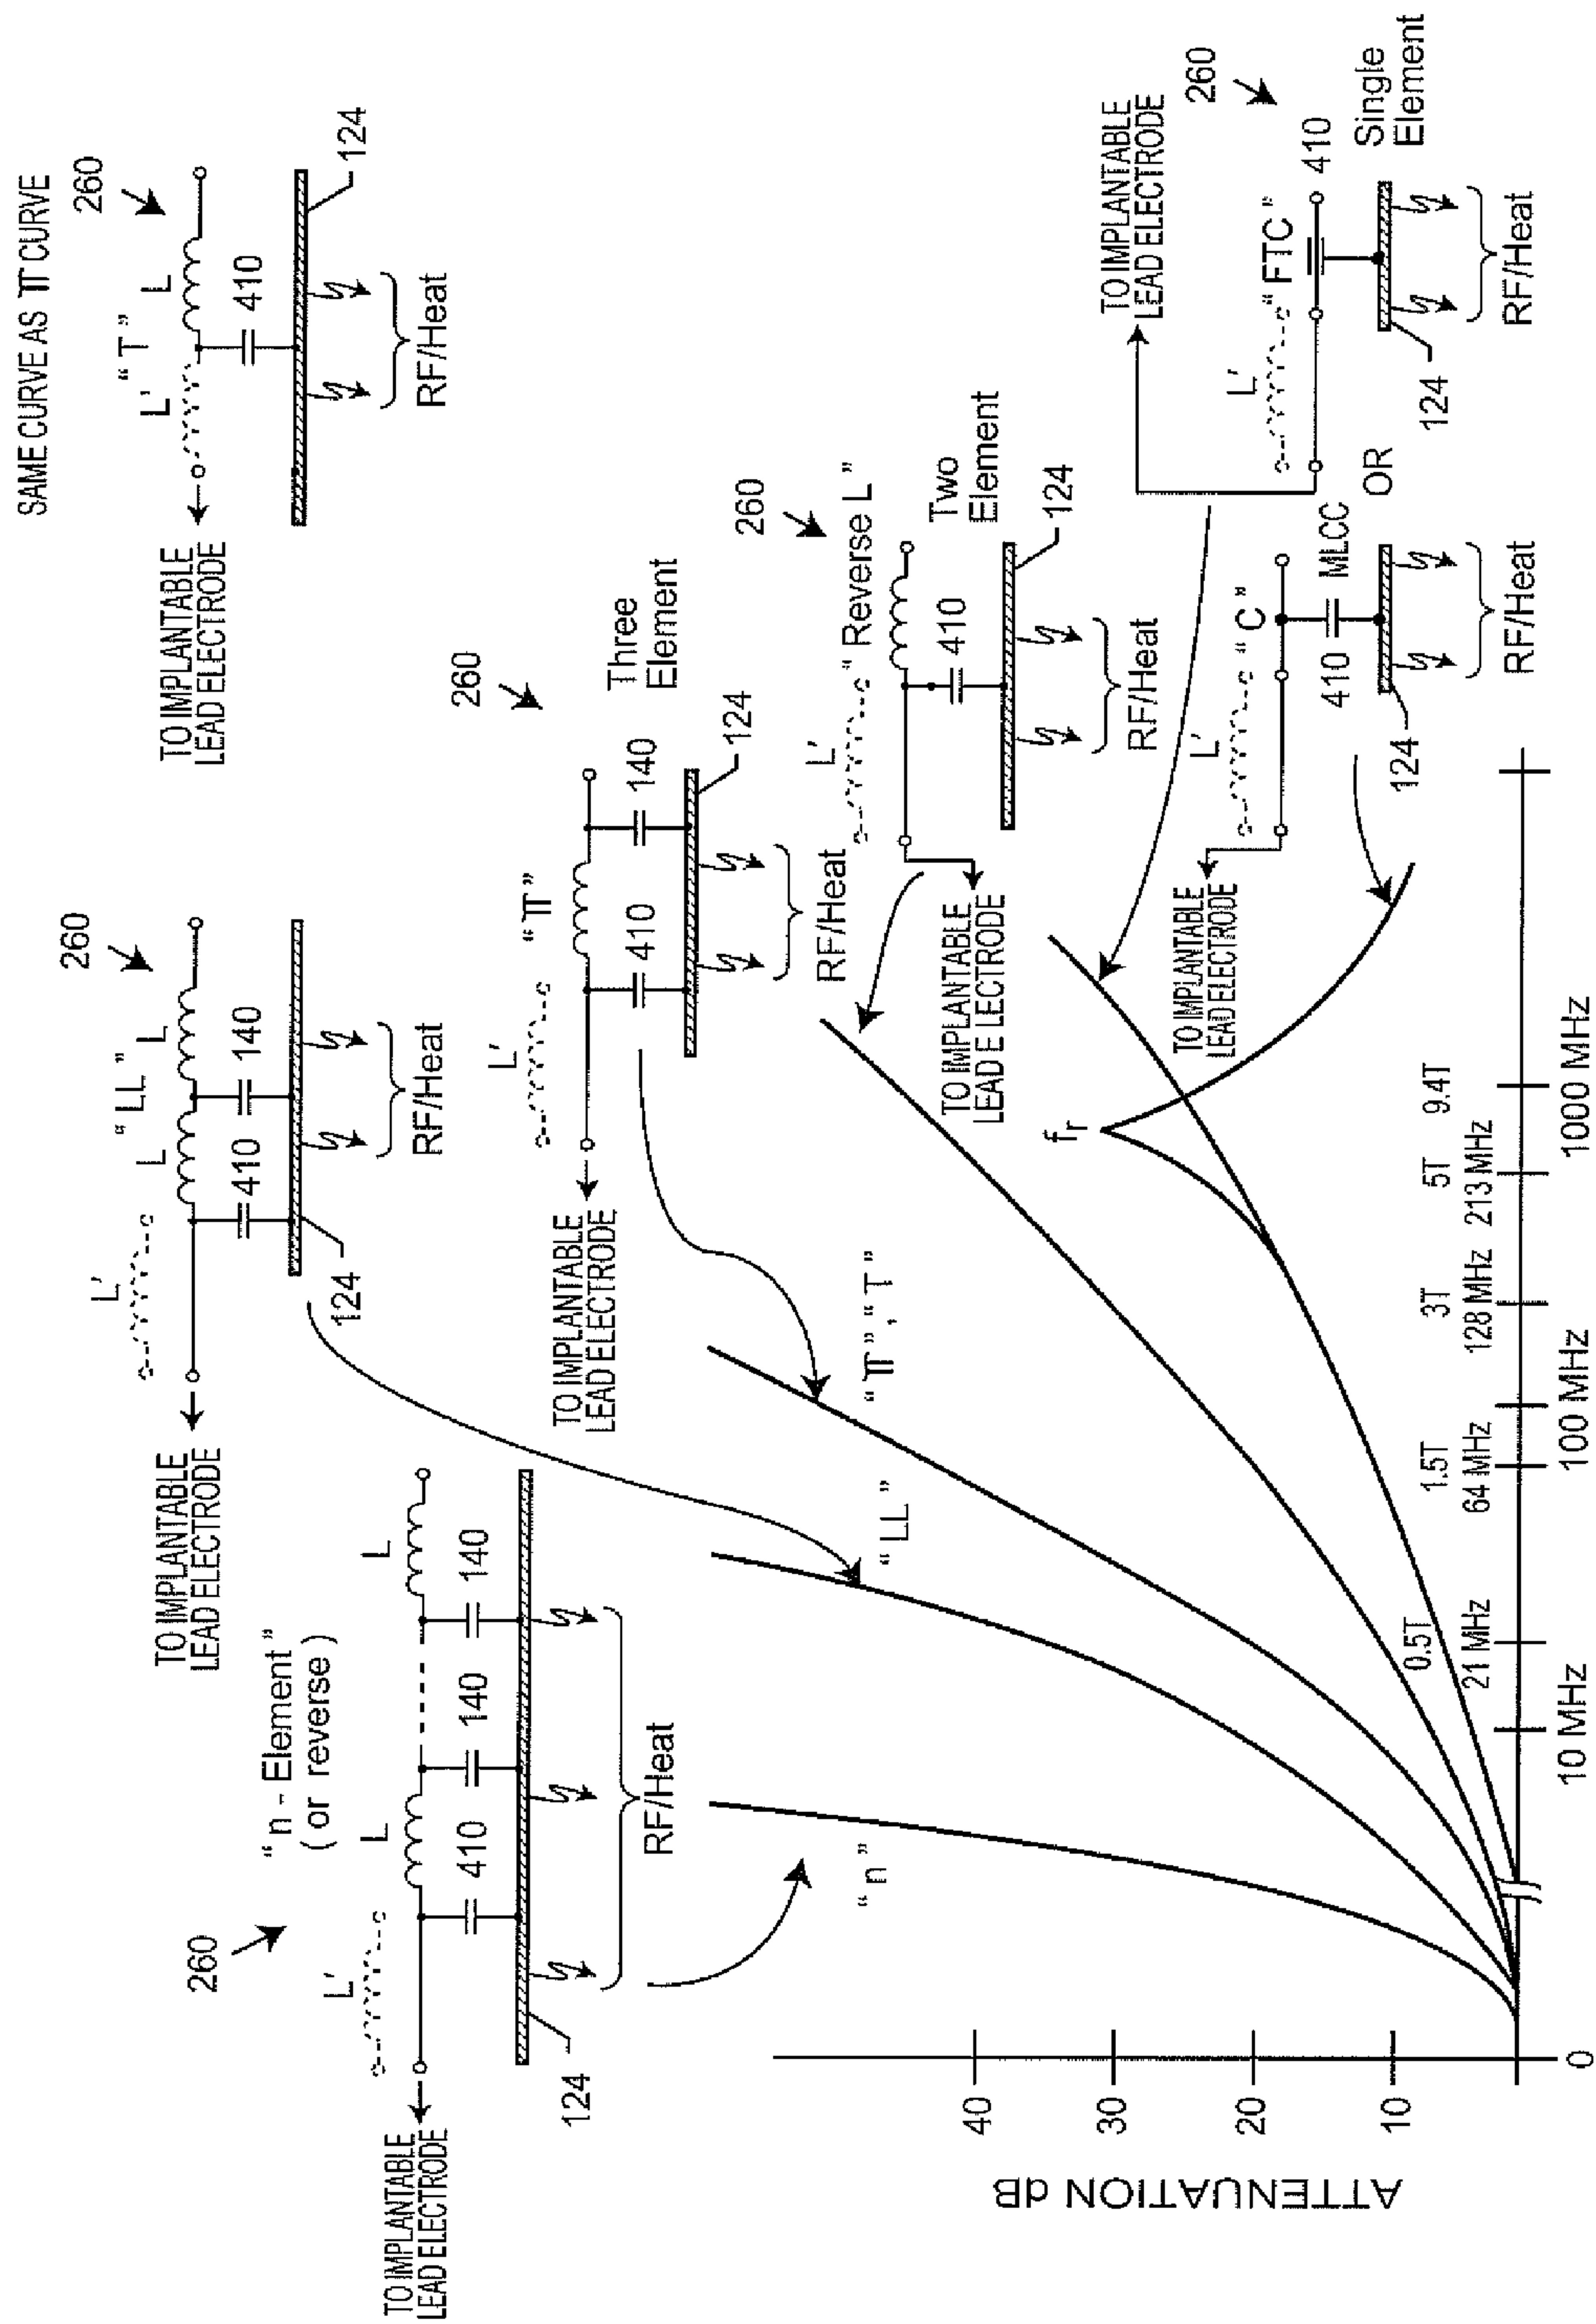 SAME CURVE AS π CURVE
260
"T"
L'
L
410
TO IMPLANTABLE
LEAD ELECTRODE
124
RF/Heat
260
L'
L
"LL"
L
410
140
TO IMPLANTABLE
LEAD ELECTRODE
124
RF/Heat
260
"n - Element"
( or reverse )
L'
L
L
410
140
140
TO IMPLANTABLE
LEAD ELECTRODE
124
RF/Heat
260
Three
Element
L'
"π"
410
140
TO IMPLANTABLE
LEAD ELECTRODE
124
RF/Heat
260
L'
"Reverse L"
Two
Element
410
TO IMPLANTABLE
LEAD E LECTRODE
124
RF/Heat
TO IMPLANTABLE
LEAD ELECTRODE
260
L'
"FTC"
410
Single
Element
124
RF/Heat
OR
L'
"C"
410
MLCC
TO IMPLANTABLE
LEAD ELECTRODE
124
RF/Heat
"n"
"LL"
"π", "T"
fr
ATTENUATION dB
40
30
20
10
0
0.5T
1.5T
3T
5T
9.4T
21 MHz
64 MHz
128 MHz
213 MHz
10 MHz
100 MHz
1000 MHz